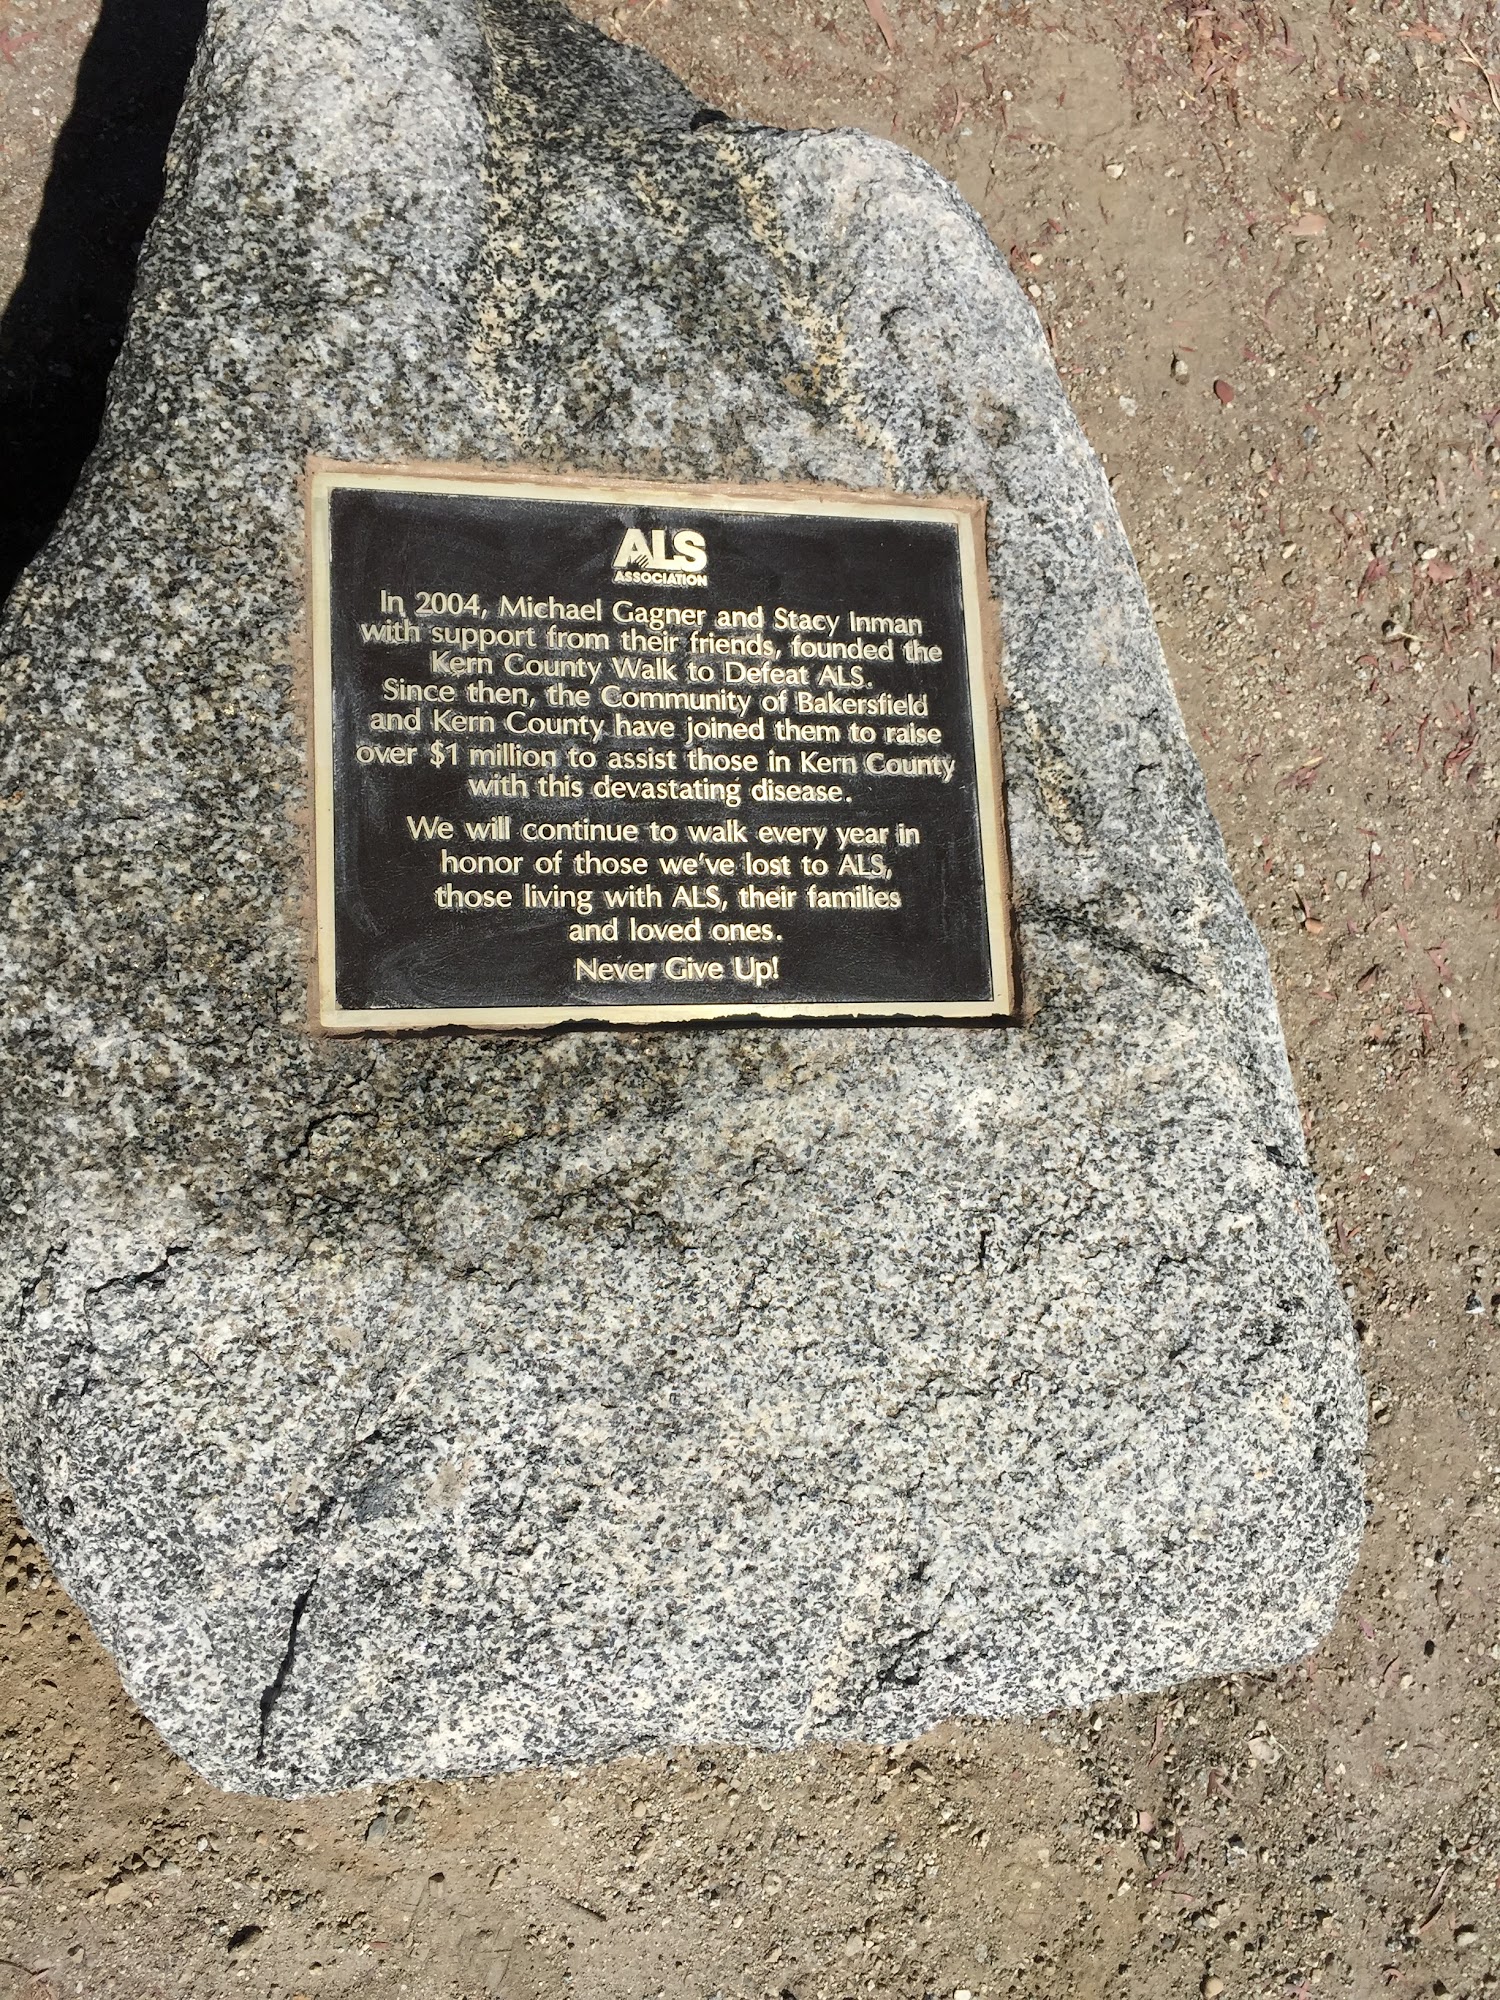 ALS
ASSOCIATION
In 2004, Michael Gagner and Stacy Inman
with support from their friends, founded the
Kern County Walk to Defeat ALS.
Since then, the Community of Bakersfield
and Kern County have joined them to raise
over $1 million to assist those in Kern County
with this devastating disease.
We will continue to walk every year in
honor of those we've lost to ALS,
those living with ALS, their families
and loved ones.
Never Give Up!